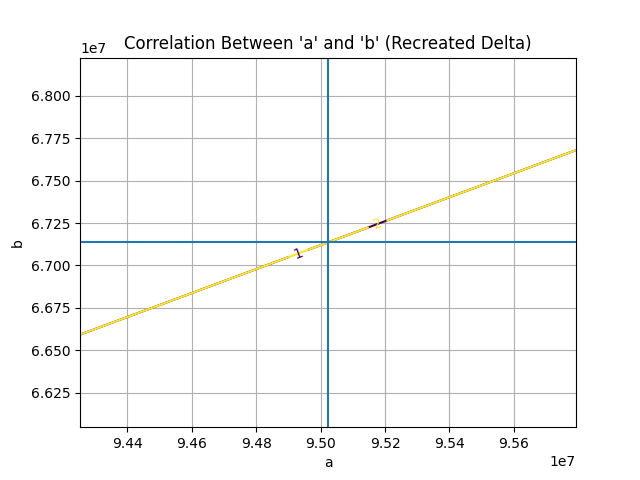 Correlation Between 'a' and 'b' (Recreated Delta)
1e7
6.800
6.775
6.750
6.725
6.700
6.675
6.650
6.625
b
2
1
9.44 9.46 9.48 9.50 9.52 9.54 9.56
a
1e7